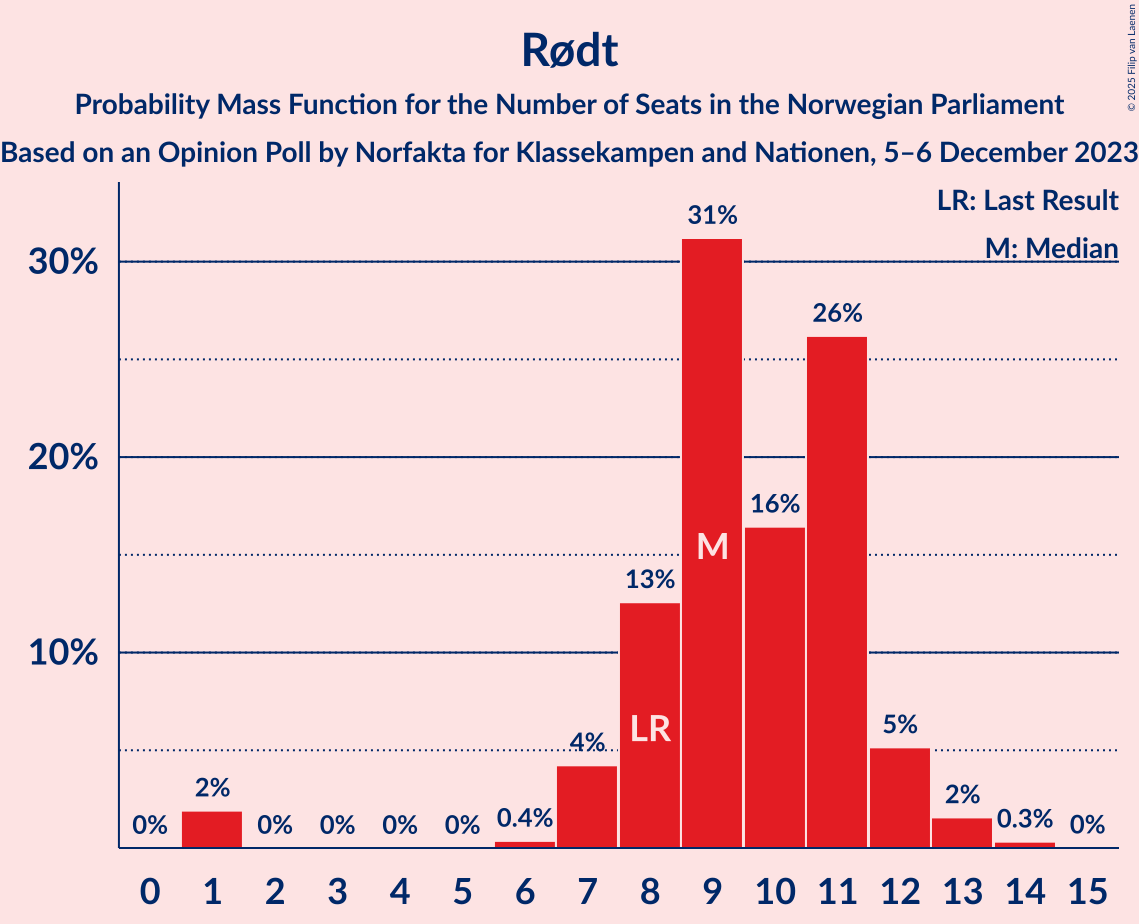 Rødt
Probability Mass Function for the Number of Seats in the Norwegian Parliament
Based on an Opinion Poll by Norfakta for Klassekampen and Nationen, 5–6 December 2023
© 2025 Filip van Laenen
LR: Last Result
M: Median
30%
20%
10%
0%
2%
0%
0%
0%
0%
0.4%
4%
13%
31%
16%
26%
5%
2%
0.3%
0%
LR
M
0 1 2 3 4 5 6 7 8 9 10 11 12 13 14 15